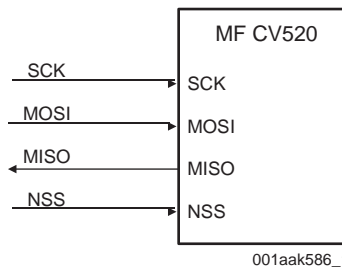 MF CV520
SCK
SCK
MOSI
MOSI
MISO
MISO
NSS
NSS
001aak586_